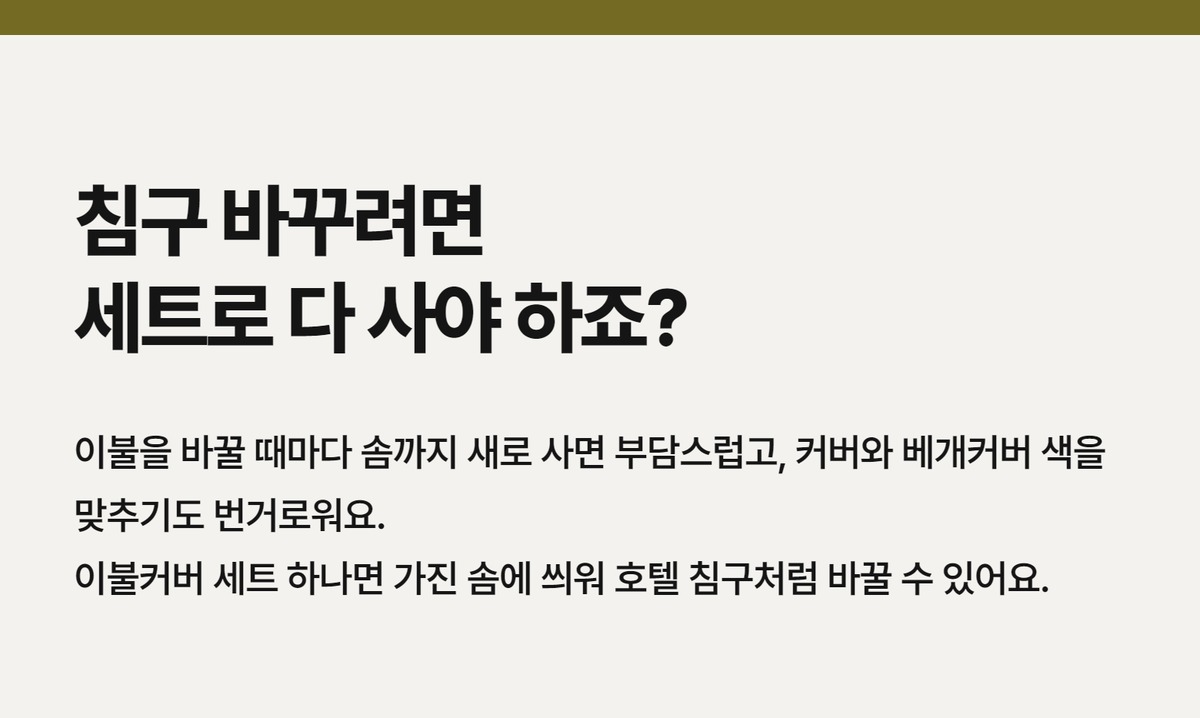 침구 바꾸려면
세트로 다 사야 하죠?
이불을 바꿀 때마다 솜까지 새로 사면 부담스럽고, 커버와 베개커버 색을
맞추기도 번거로워요.
이불커버 세트 하나면 가진 솜에 씌워 호텔 침구처럼 바꿀 수 있어요.